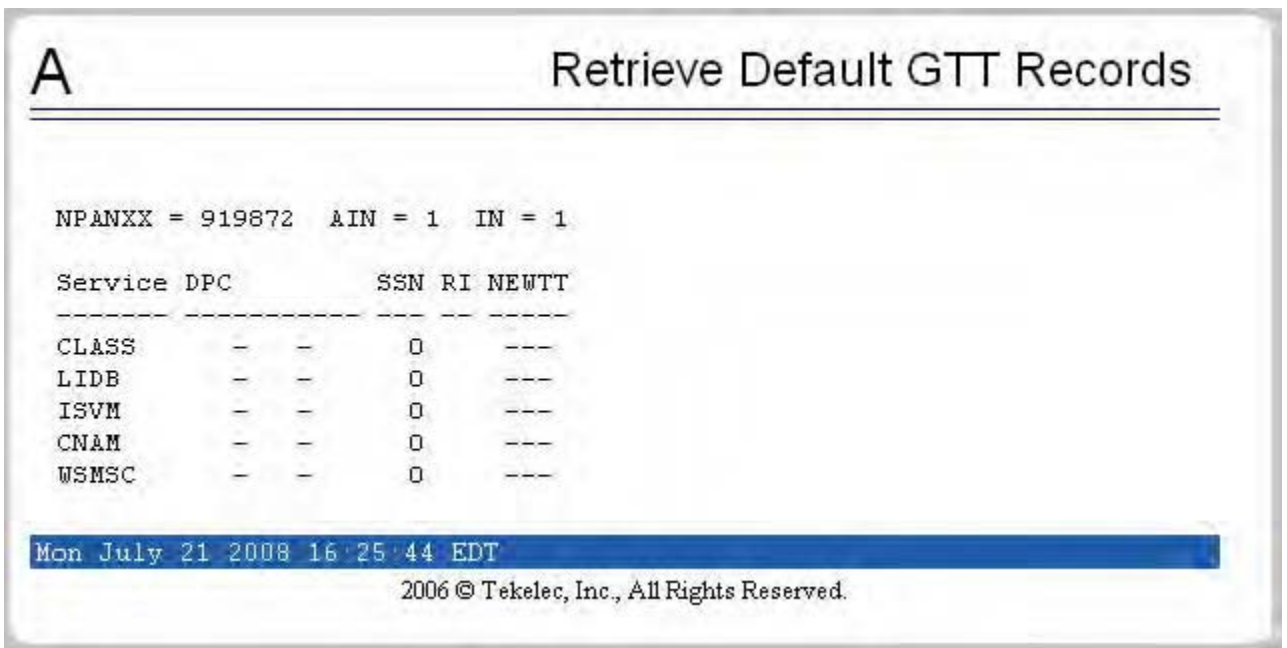 A
Retrieve Default GTT Records
NPANXX = 919872  AIN = 1  IN = 1
Service DPC         SSN RI NEWTT
------- ----------- --- -- -----
CLASS      -   -      0     ---
LIDB       -   -      0     ---
ISVM       -   -      0     ---
CNAM       -   -      0     ---
WSMSC      -   -      0     ---
Mon July 21 2008 16:25:44 EDT
2006 © Tekelec, Inc., All Rights Reserved.